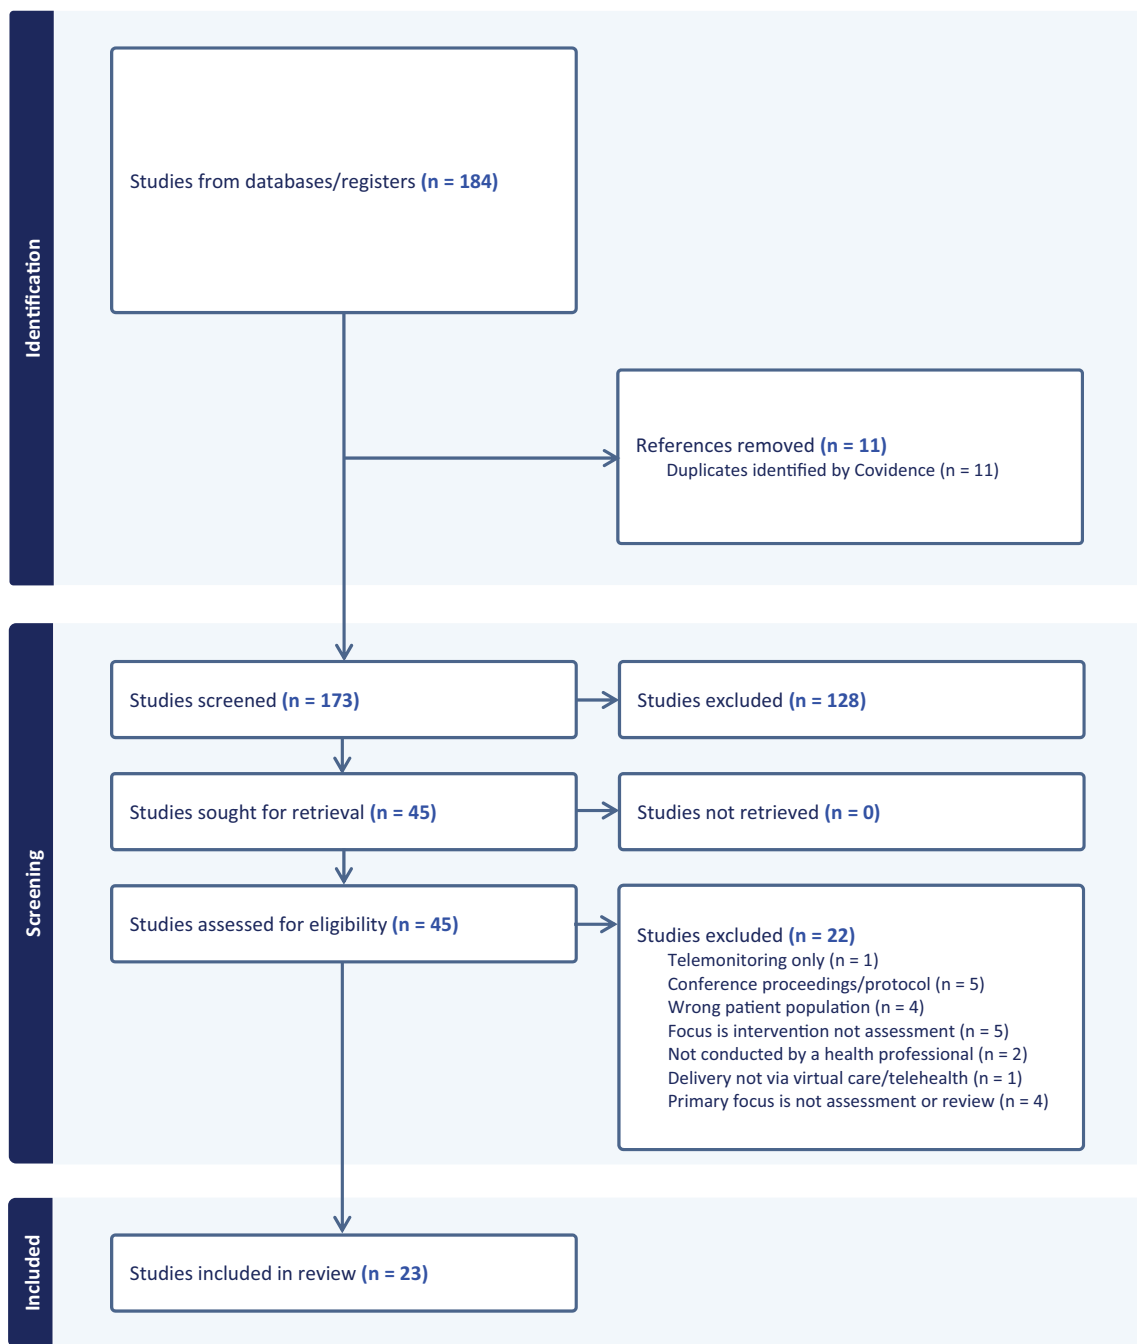 Identification
Studies from databases/registers (n = 184)
References removed (n = 11)
Duplicates identified by Covidence (n = 11)
Screening
Studies screened (n = 173)
Studies excluded (n = 128)
Studies sought for retrieval (n = 45)
Studies not retrieved (n = 0)
Studies assessed for eligibility (n = 45)
Studies excluded (n = 22)
Telemonitoring only (n = 1)
Conference proceedings/protocol (n = 5)
Wrong patient population (n = 4)
Focus is intervention not assessment (n = 5)
Not conducted by a health professional (n = 2)
Delivery not via virtual care/telehealth (n = 1)
Primary focus is not assessment or review (n = 4)
Included
Studies included in review (n = 23)